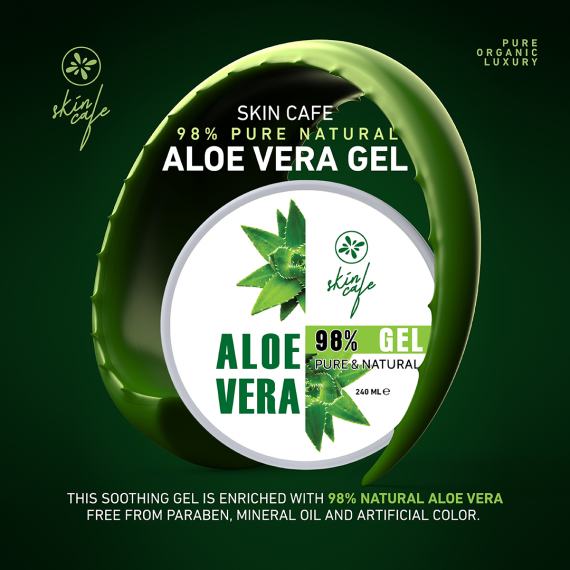 skin cafe
PURE
ORGANIC
LUXURY
SKIN CAFE
98% PURE NATURAL
ALOE VERA GEL
skin cafe
ALOE
VERA
98% GEL
PURE & NATURAL
240 ML ℮
THIS SOOTHING GEL IS ENRICHED WITH 98% NATURAL ALOE VERA
FREE FROM PARABEN, MINERAL OIL AND ARTIFICIAL COLOR.